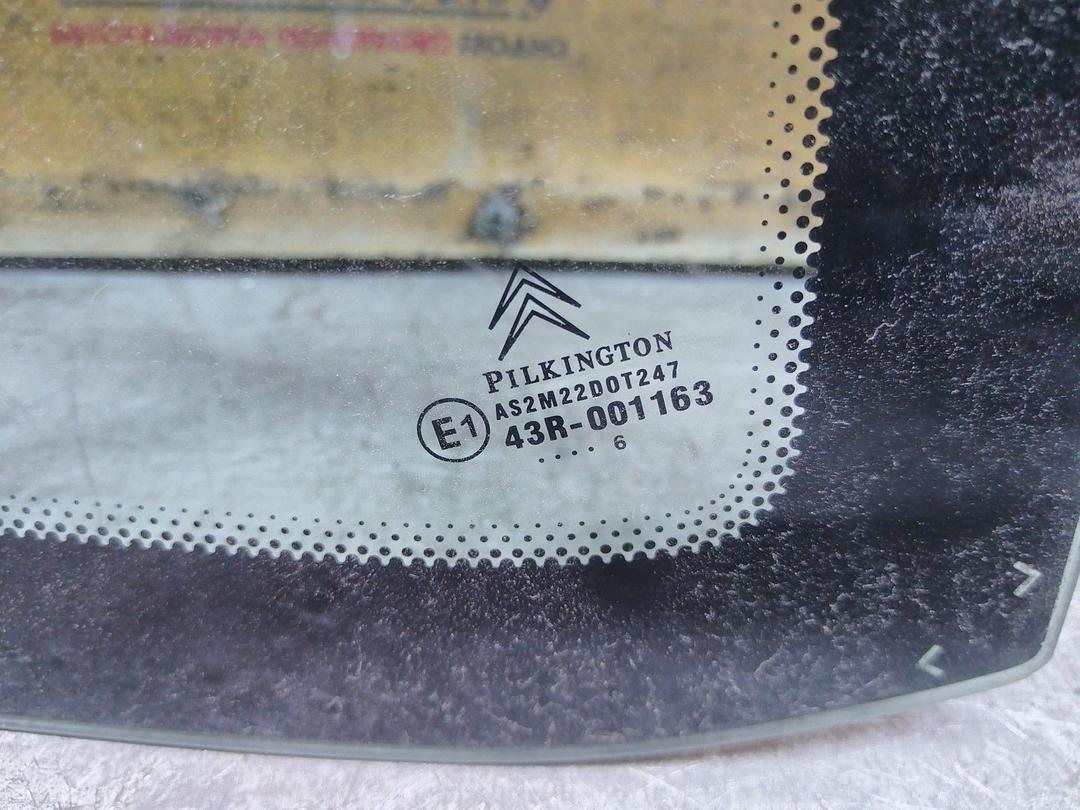 PILKINGTON
AS2M22DOT247
E1
43R-001163
.... 6